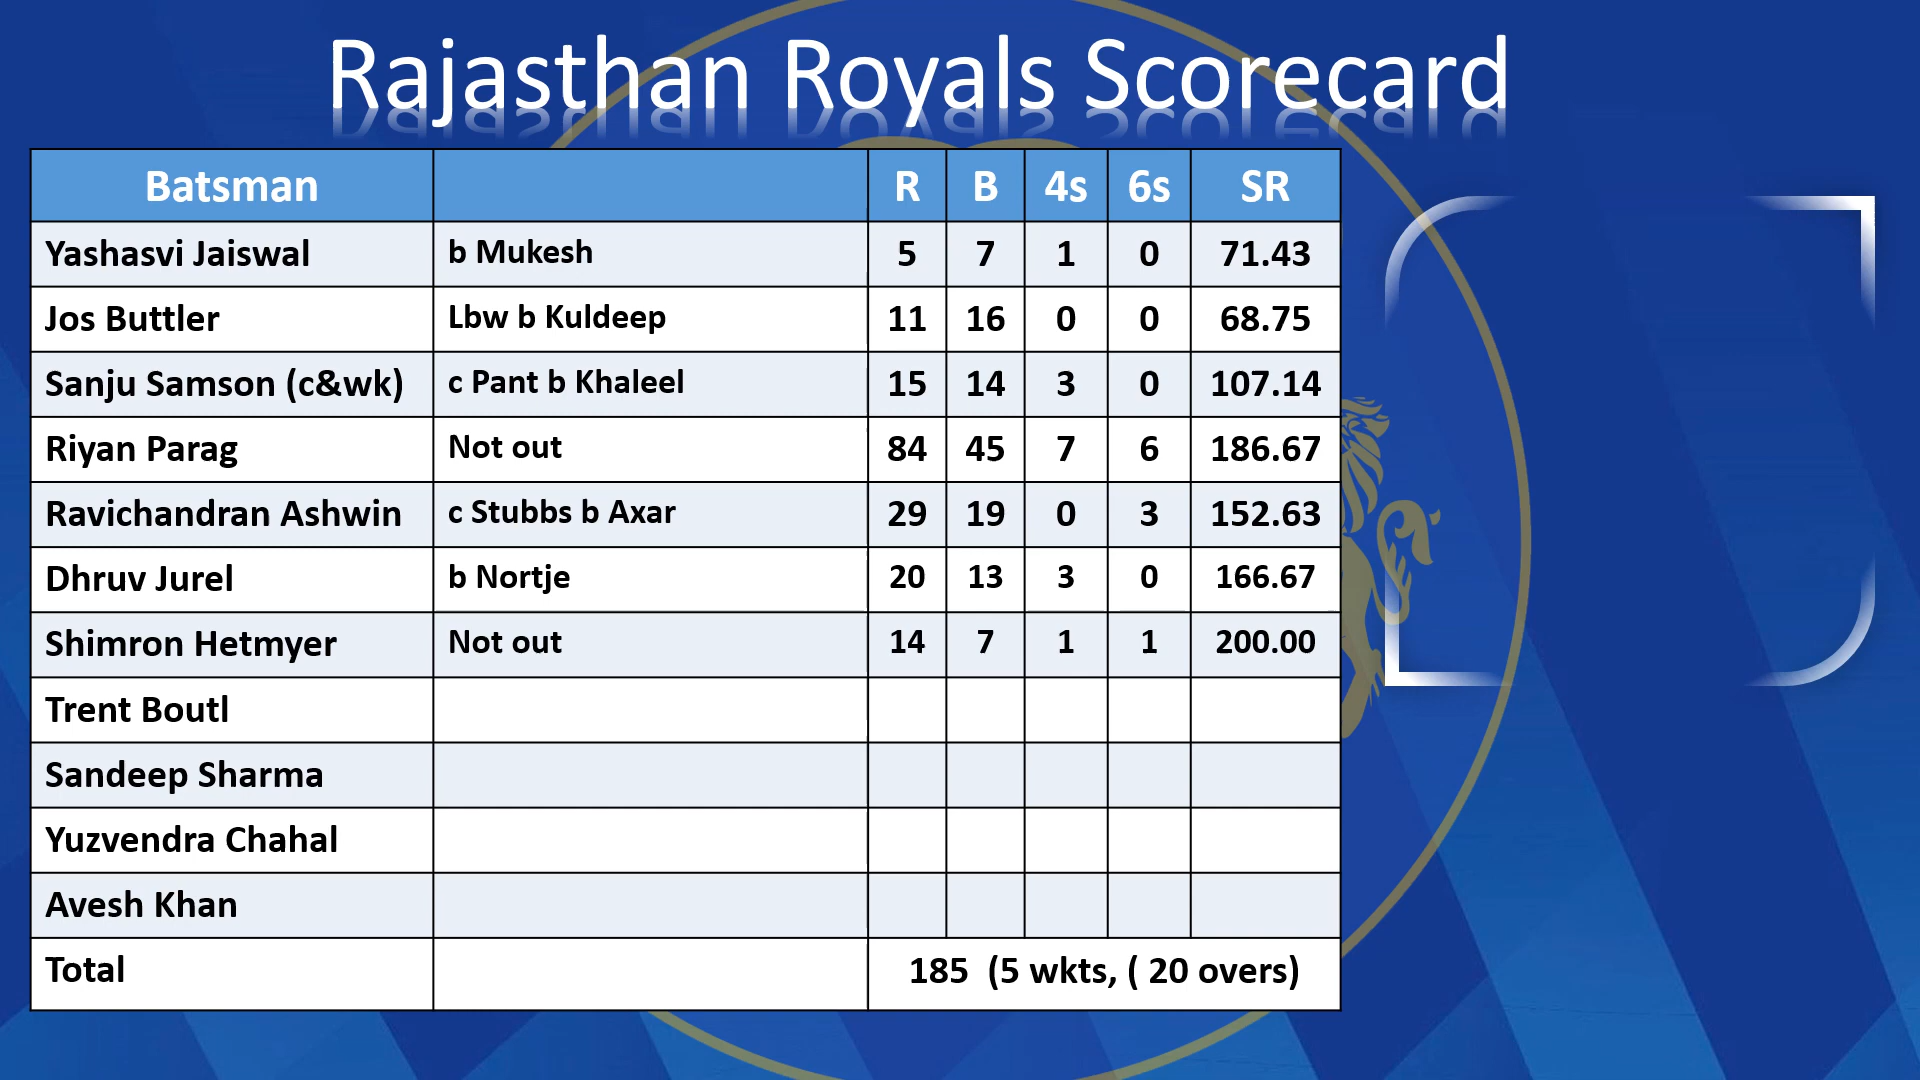 Rajasthan Royals Scorecard
Batsman R B 4s 6s SR
Yashasvi Jaiswal b Mukesh 5 7 1 0 71.43
Jos Buttler Lbw b Kuldeep 11 16 0 0 68.75
Sanju Samson (c&wk) c Pant b Khaleel 15 14 3 0 107.14
Riyan Parag Not out 84 45 7 6 186.67
Ravichandran Ashwin c Stubbs b Axar 29 19 0 3 152.63
Dhruv Jurel b Nortje 20 13 3 0 166.67
Shimron Hetmyer Not out 14 7 1 1 200.00
Trent Boutl
Sandeep Sharma
Yuzvendra Chahal
Avesh Khan
Total 185 (5 wkts, ( 20 overs)